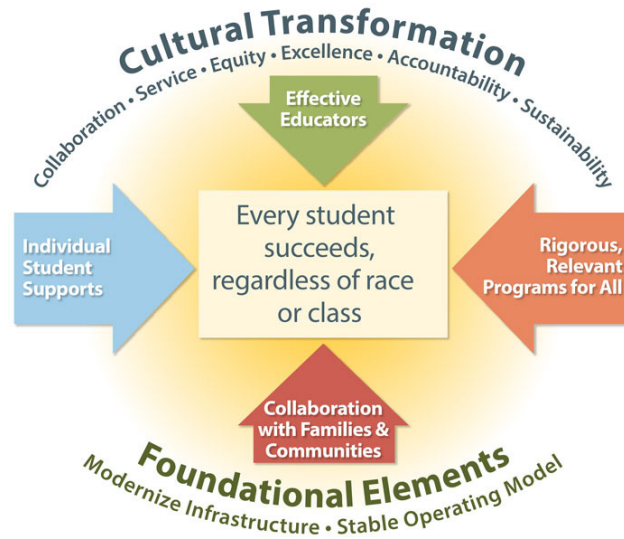 Cultural Transformation
Collaboration • Service • Equity • Excellence • Accountability • Sustainability
Effective
Educators
Individual
Student
Supports
Every student
succeeds,
regardless of race
or class
Rigorous,
Relevant
Programs for All
Collaboration
with Families &
Communities
Foundational Elements
Modernize Infrastructure • Stable Operating Model